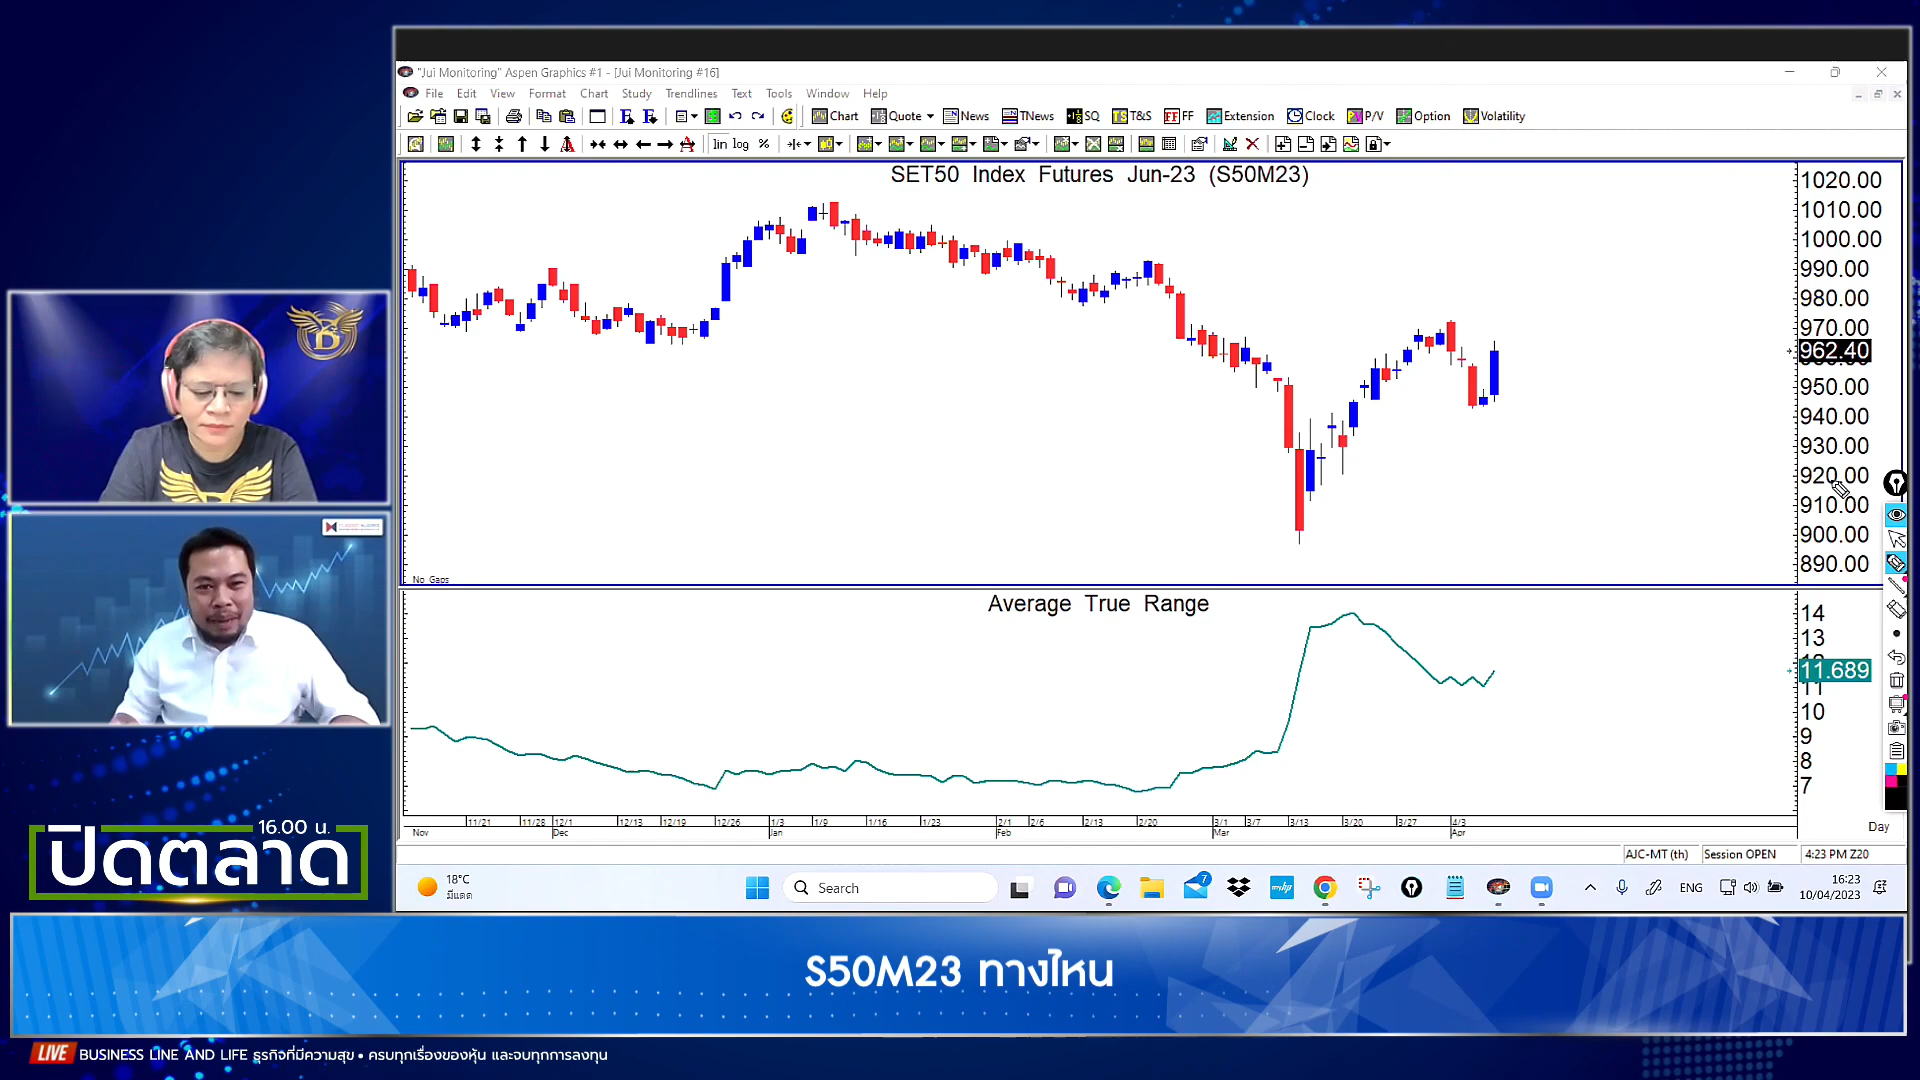 "Jui Monitoring" Aspen Graphics #1 - [Jui Monitoring #16]
File Edit View Format Chart Study Trendlines Text Tools Window Help
Chart Quote News TNews SQ T&S FF Extension Clock P/V Option Volatility
lin log %
SET50 Index Futures Jun-23 (S50M23)
1020.00
1010.00
1000.00
990.00
980.00
970.00
962.40
950.00
940.00
930.00
920.00
910.00
900.00
890.00
No Gaps
Average True Range
14
13
11.689
11
10
9
8
7
11/21 11/28 12/1 12/13 12/19 12/26 1/3 1/9 1/16 1/23 2/1 2/6 2/13 2/20 3/1 3/7 3/13 3/20 3/27 4/3
Nov Dec Jan Feb Mar Apr
Day
AJC-MT (th) Session OPEN 4:23 PM Z20
18°C
มีแดด
Search
7
ENG
16:23
10/04/2023
16.00 น.
ปิดตลาด
S50M23 ทางไหน
LIVE BUSINESS LINE AND LIFE ธุรกิจที่มีความสุข • ครบทุกเรื่องของหุ้น และจบทุกการลงทุน